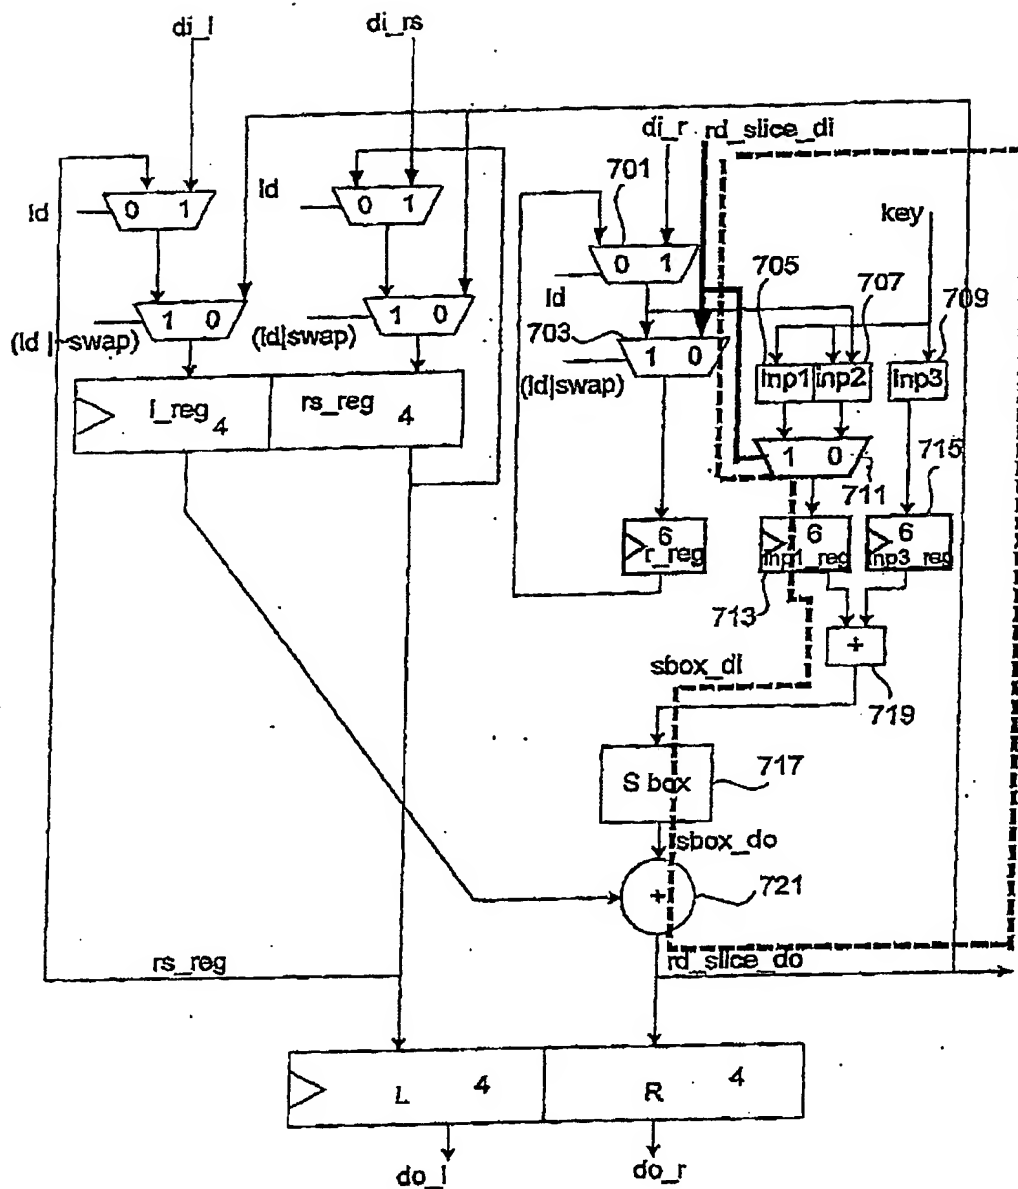 di_l
di_rs
di_r
rd_slice_di
701
key
ld
0 1
ld
0 1
0 1
705
707
709
ld
703
(ld | ~swap)
1 0
(ld|swap)
1 0
1 0
(ld|swap)
inp1
inp2
inp3
l_reg
4
rs_reg
4
1 0
711
715
6
r_reg
6
inp1_reg
6
inp3_reg
713
+
719
sbox_di
S box
717
sbox_do
+
721
rs_reg
rd_slice_do
L
4
R
4
do_l
do_r